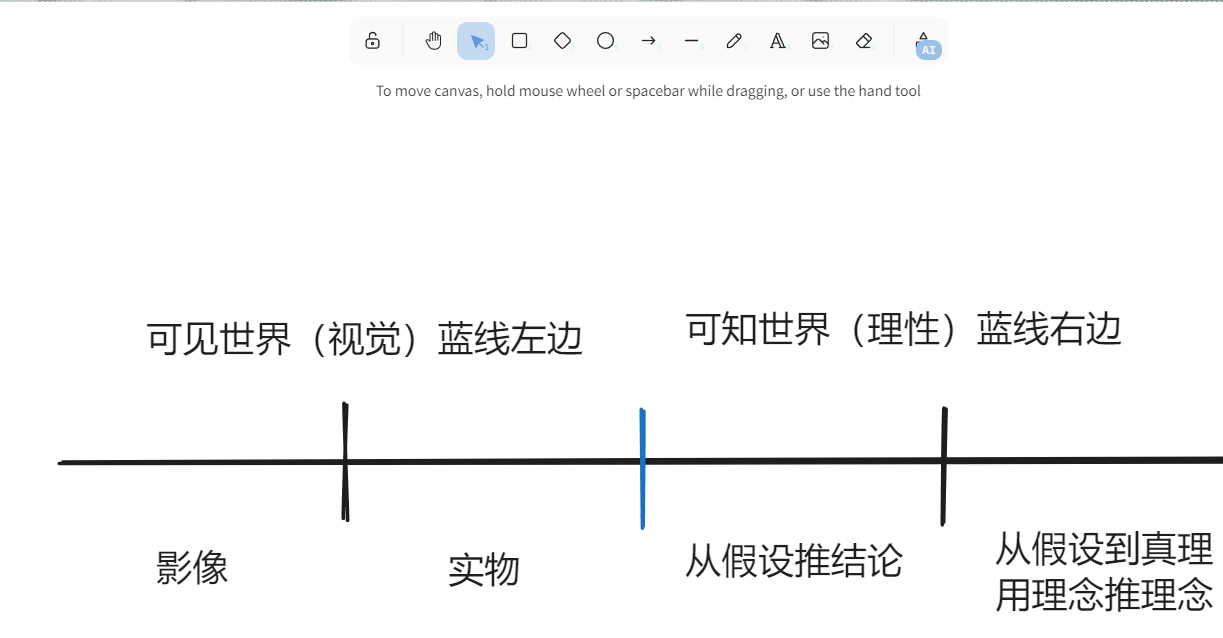 AI
To move canvas, hold mouse wheel or spacebar while dragging, or use the hand tool
可见世界（视觉）蓝线左边
可知世界（理性）蓝线右边
影像
实物
从假设推结论
从假设到真理
用理念推理念